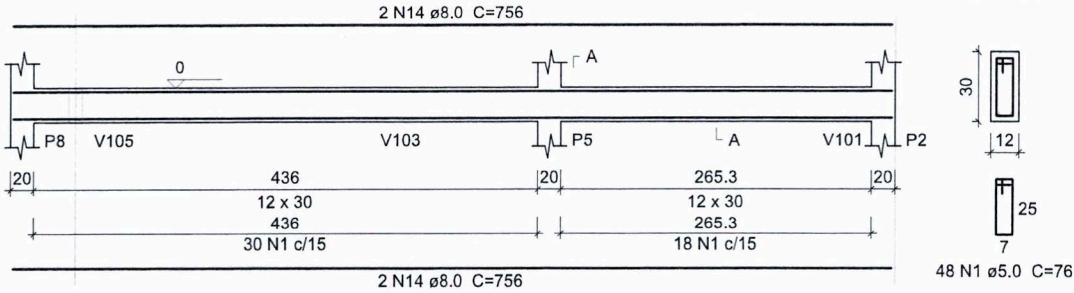 2 N14 ø8.0 C=756
A
0
30
P8 V105 V103 P5 A V101 P2
12
20 436 20 265.3 20
12 x 30 12 x 30
436 265.3
30 N1 c/15 18 N1 c/15
25
7
48 N1 ø5.0 C=76
2 N14 ø8.0 C=756